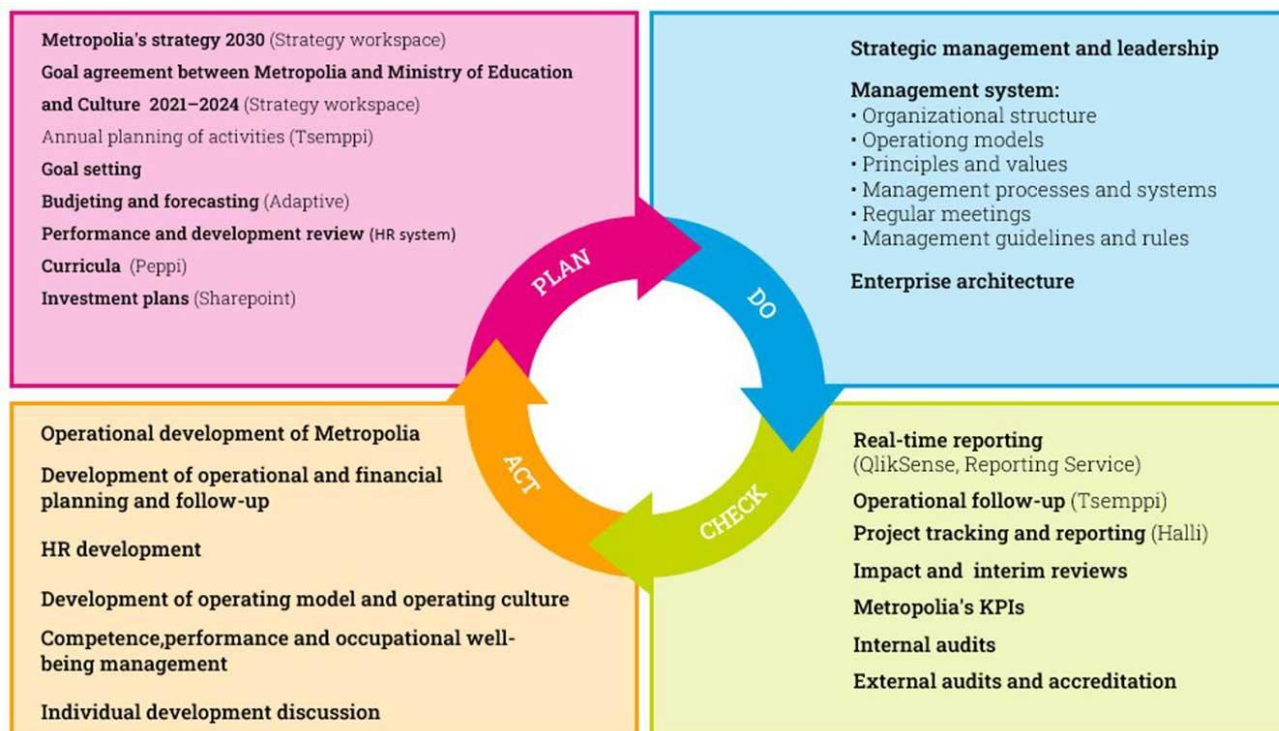 Metropolia's strategy 2030 (Strategy workspace)
Goal agreement between Metropolia and Ministry of Education
and Culture 2021–2024 (Strategy workspace)
Annual planning of activities (Tsemppi)
Goal setting
Budjeting and forecasting (Adaptive)
Performance and development review (HR system)
Curricula (Peppi)
Investment plans (Sharepoint)
Strategic management and leadership
Management system:
• Organizational structure
• Operationg models
• Principles and values
• Management processes and systems
• Regular meetings
• Management guidelines and rules
Enterprise architecture
PLAN
DO
ACT
CHECK
Operational development of Metropolia
Development of operational and financial
planning and follow-up
HR development
Development of operating model and operating culture
Competence,performance and occupational well-
being management
Individual development discussion
Real-time reporting
(QlikSense, Reporting Service)
Operational follow-up (Tsemppi)
Project tracking and reporting (Halli)
Impact and interim reviews
Metropolia's KPIs
Internal audits
External audits and accreditation